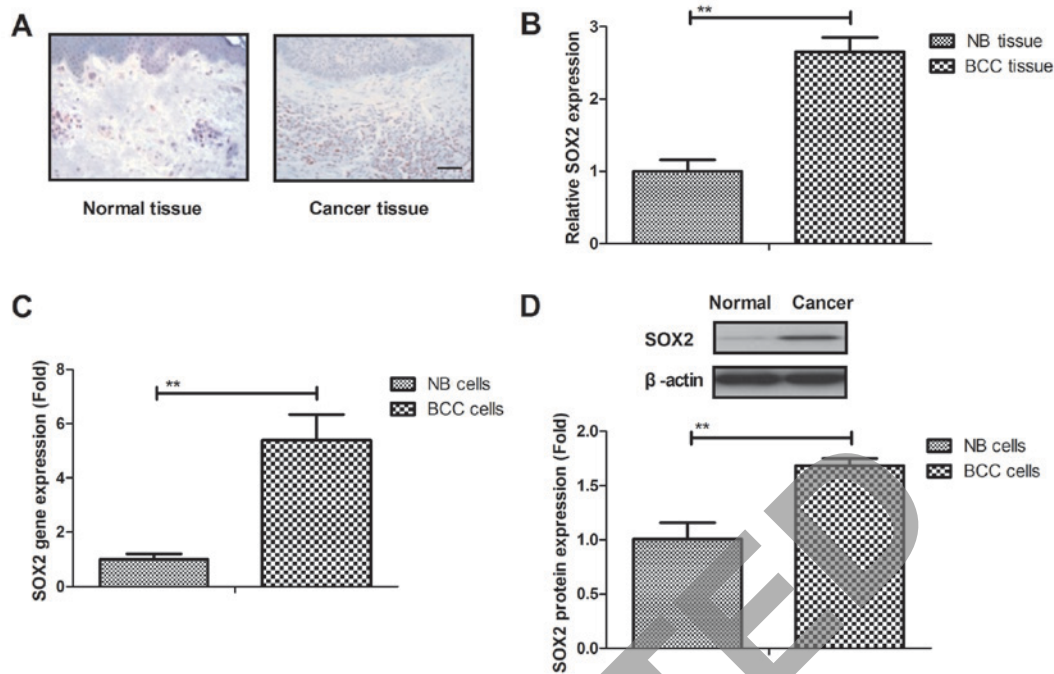 A
Normal tissue
Cancer tissue
B
Relative SOX2 expression
3
2
1
0
**
NB tissue
BCC tissue
C
SOX2 gene expression (Fold)
8
6
4
2
0
**
NB cells
BCC cells
D
Normal Cancer
SOX2
β -actin
SOX2 protein expression (Fold)
2.0
1.5
1.0
0.5
0.0
**
NB cells
BCC cells
TED